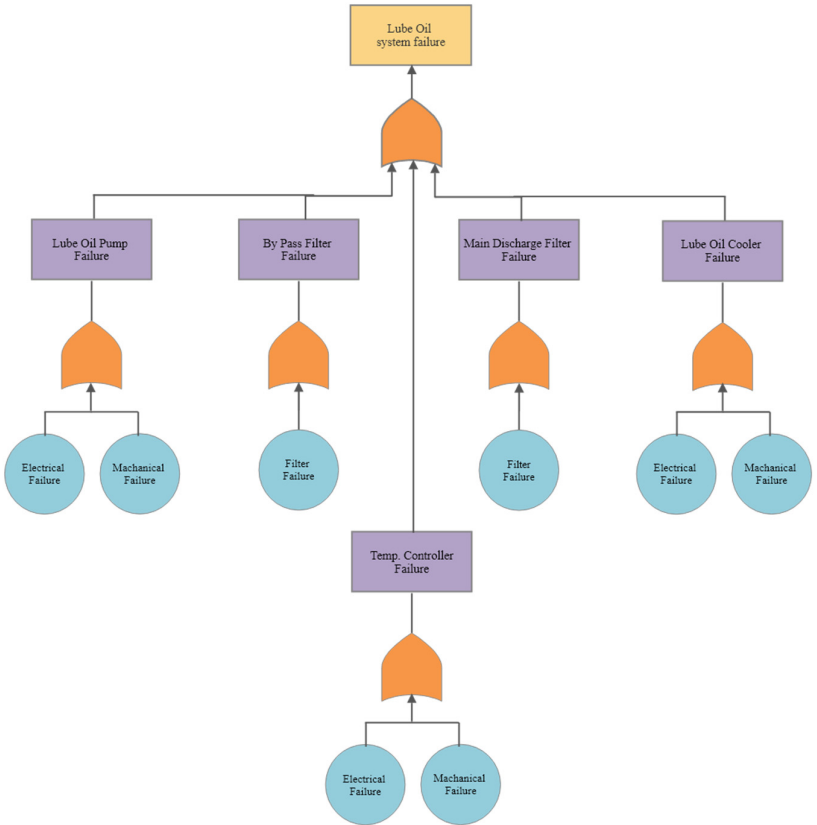 Lube Oil
system failure
Lube Oil Pump
Failure
By Pass Filter
Failure
Main Discharge Filter
Failure
Lube Oil Cooler
Failure
Electrical
Failure
Machanical
Failure
Filter
Failure
Filter
Failure
Electrical
Failure
Machanical
Failure
Temp. Controller
Failure
Electrical
Failure
Machanical
Failure